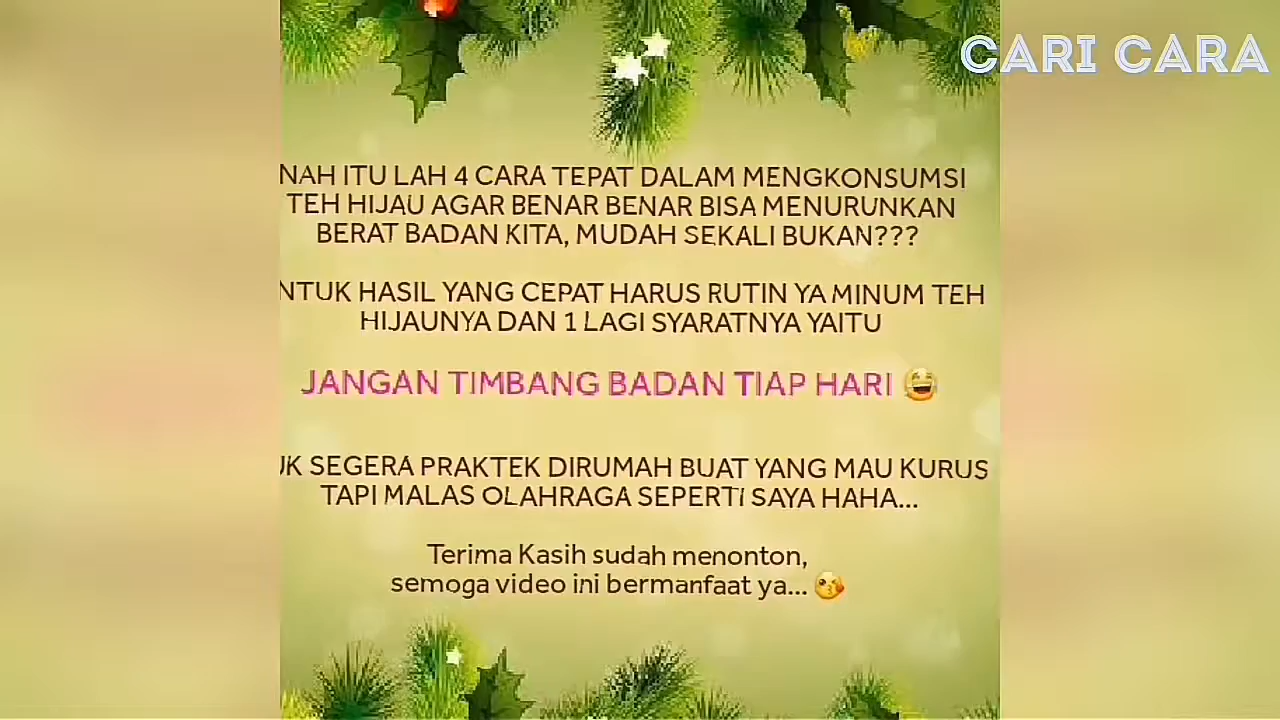 CARI CARA
NAH ITU LAH 4 CARA TEPAT DALAM MENGKONSUMSI
TEH HIJAU AGAR BENAR BENAR BISA MENURUNKAN
BERAT BADAN KITA, MUDAH SEKALI BUKAN???
NTUK HASIL YANG CEPAT HARUS RUTIN YA MINUM TEH
HIJAUNYA DAN 1 LAGI SYARATNYA YAITU
JANGAN TIMBANG BADAN TIAP HARI 😆
UK SEGERA PRAKTEK DIRUMAH BUAT YANG MAU KURUS
TAPI MALAS OLAHRAGA SEPERTI SAYA HAHA...
Terima Kasih sudah menonton,
semoga video ini bermanfaat ya... 😘